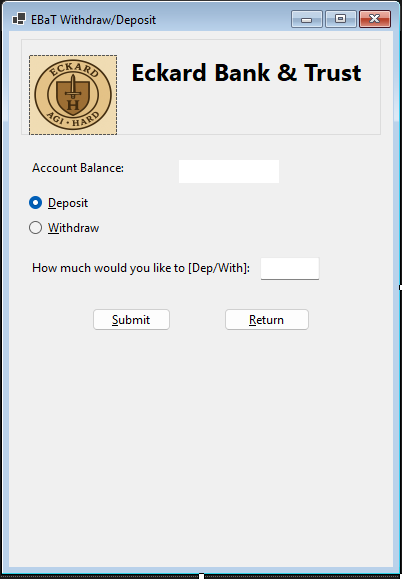 EBaT Withdraw/Deposit
ECKARD
H
AGI · HARD
Eckard Bank & Trust
Account Balance:
Deposit
Withdraw
How much would you like to [Dep/With]:
Submit Return